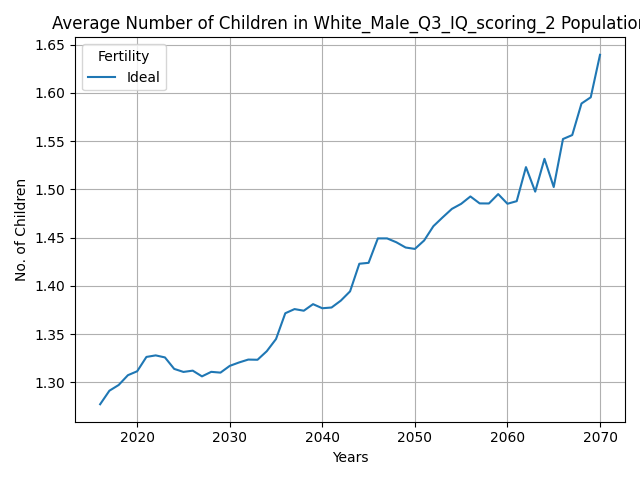 Average Number of Children in White_Male_Q3_IQ_scoring_2 Population
Fertility
Ideal
1.65
1.60
1.55
1.50
1.45
1.40
1.35
1.30
No. of Children
2020 2030 2040 2050 2060 2070
Years